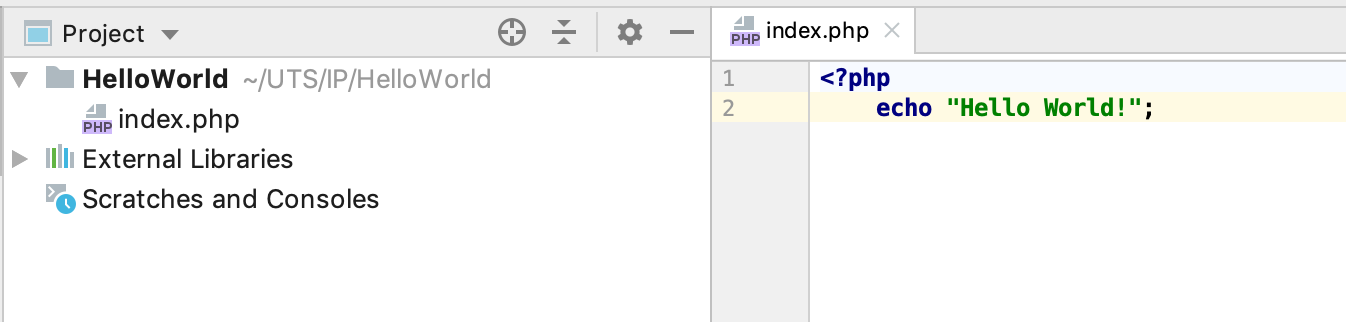 Project
HelloWorld ~/UTS/IP/HelloWorld
PHP index.php
External Libraries
Scratches and Consoles
PHP index.php
1 <?php
2 echo "Hello World!";